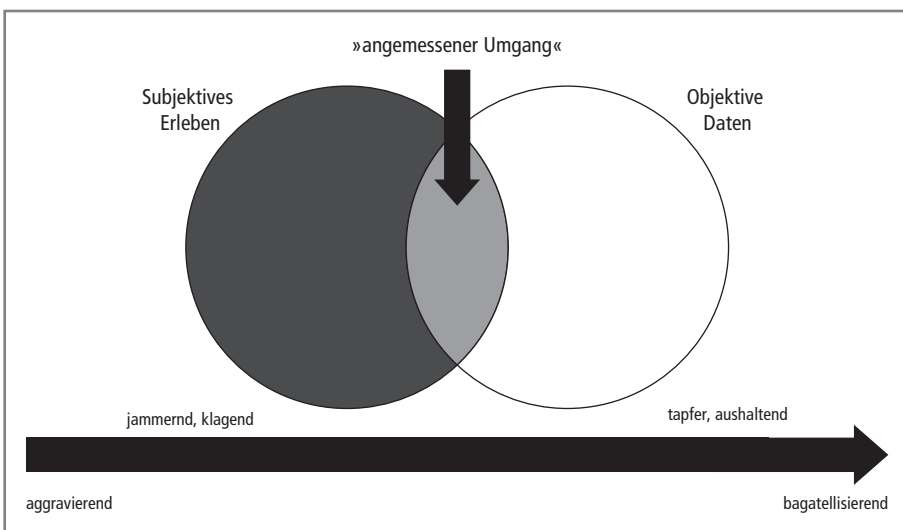 »angemessener Umgang«
Subjektives
Erleben
Objektive
Daten
jammernd, klagend
tapfer, aushaltend
aggravierend
bagatellisierend